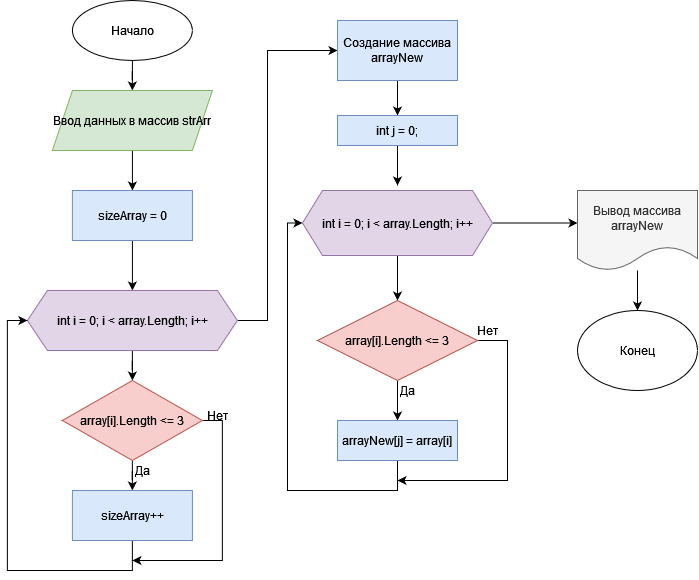 Начало
Ввод данных в массив strArr
sizeArray = 0
int i = 0; i < array.Length; i++
array[i].Length <= 3
Нет
Да
sizeArray++
Создание массива
arrayNew
int j = 0;
int i = 0; i < array.Length; i++
array[i].Length <= 3
Нет
Да
arrayNew[j] = array[i]
Вывод массива
arrayNew
Конец